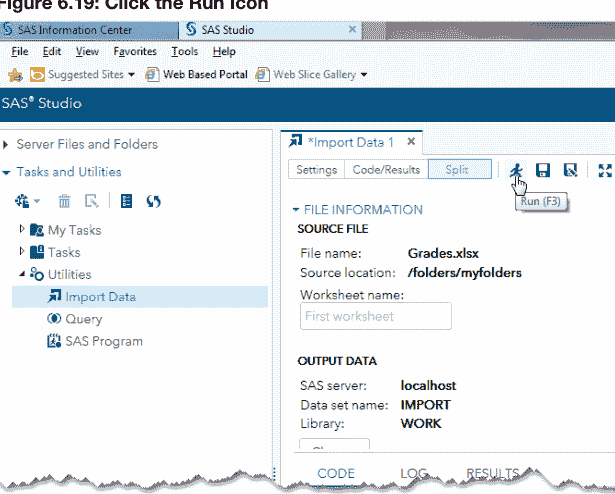 Figure 6.19: Click the Run Icon
SAS Information Center
SAS Studio
File Edit View Favorites Tools Help
Suggested Sites Web Based Portal Web Slice Gallery
SAS® Studio
Server Files and Folders
Tasks and Utilities
My Tasks
Tasks
Utilities
Import Data
Query
SAS Program
*Import Data 1
Settings Code/Results Split
Run (F3)
FILE INFORMATION
SOURCE FILE
File name: Grades.xlsx
Source location: /folders/myfolders
Worksheet name:
First worksheet
OUTPUT DATA
SAS server: localhost
Data set name: IMPORT
Library: WORK
CODE LOG RESULTS